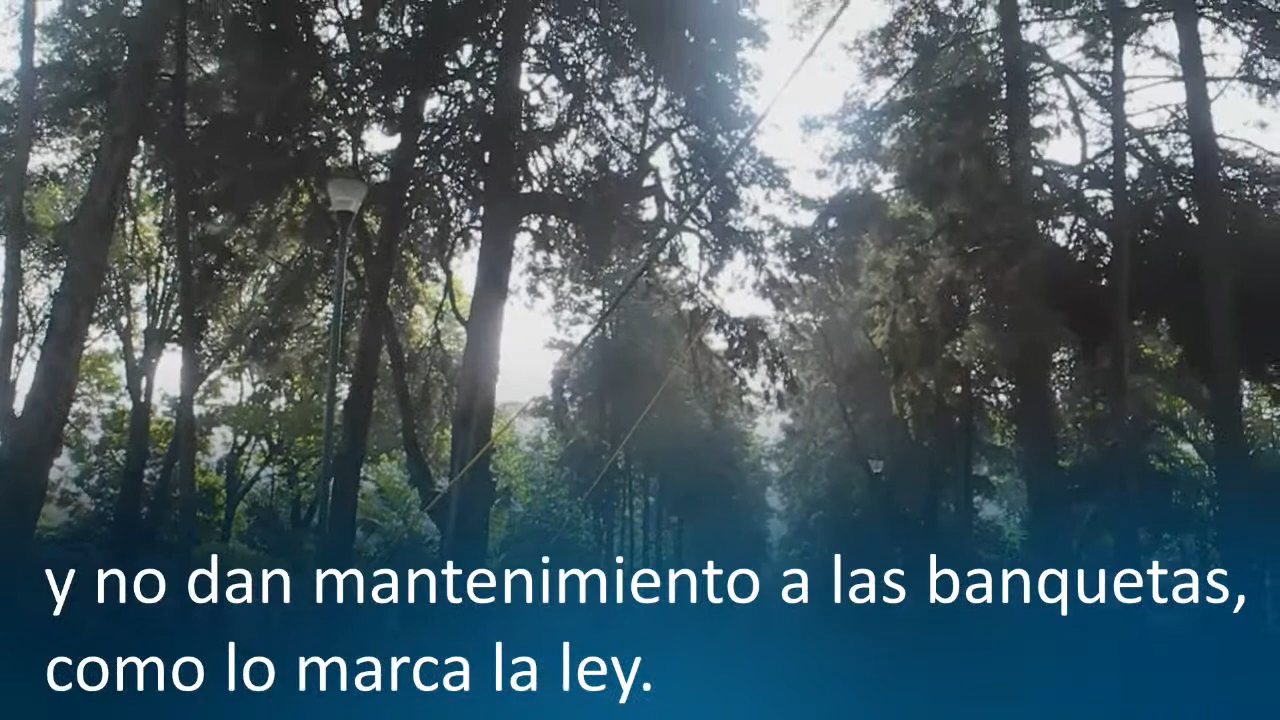 y no dan mantenimiento a las banquetas,
como lo marca la ley.